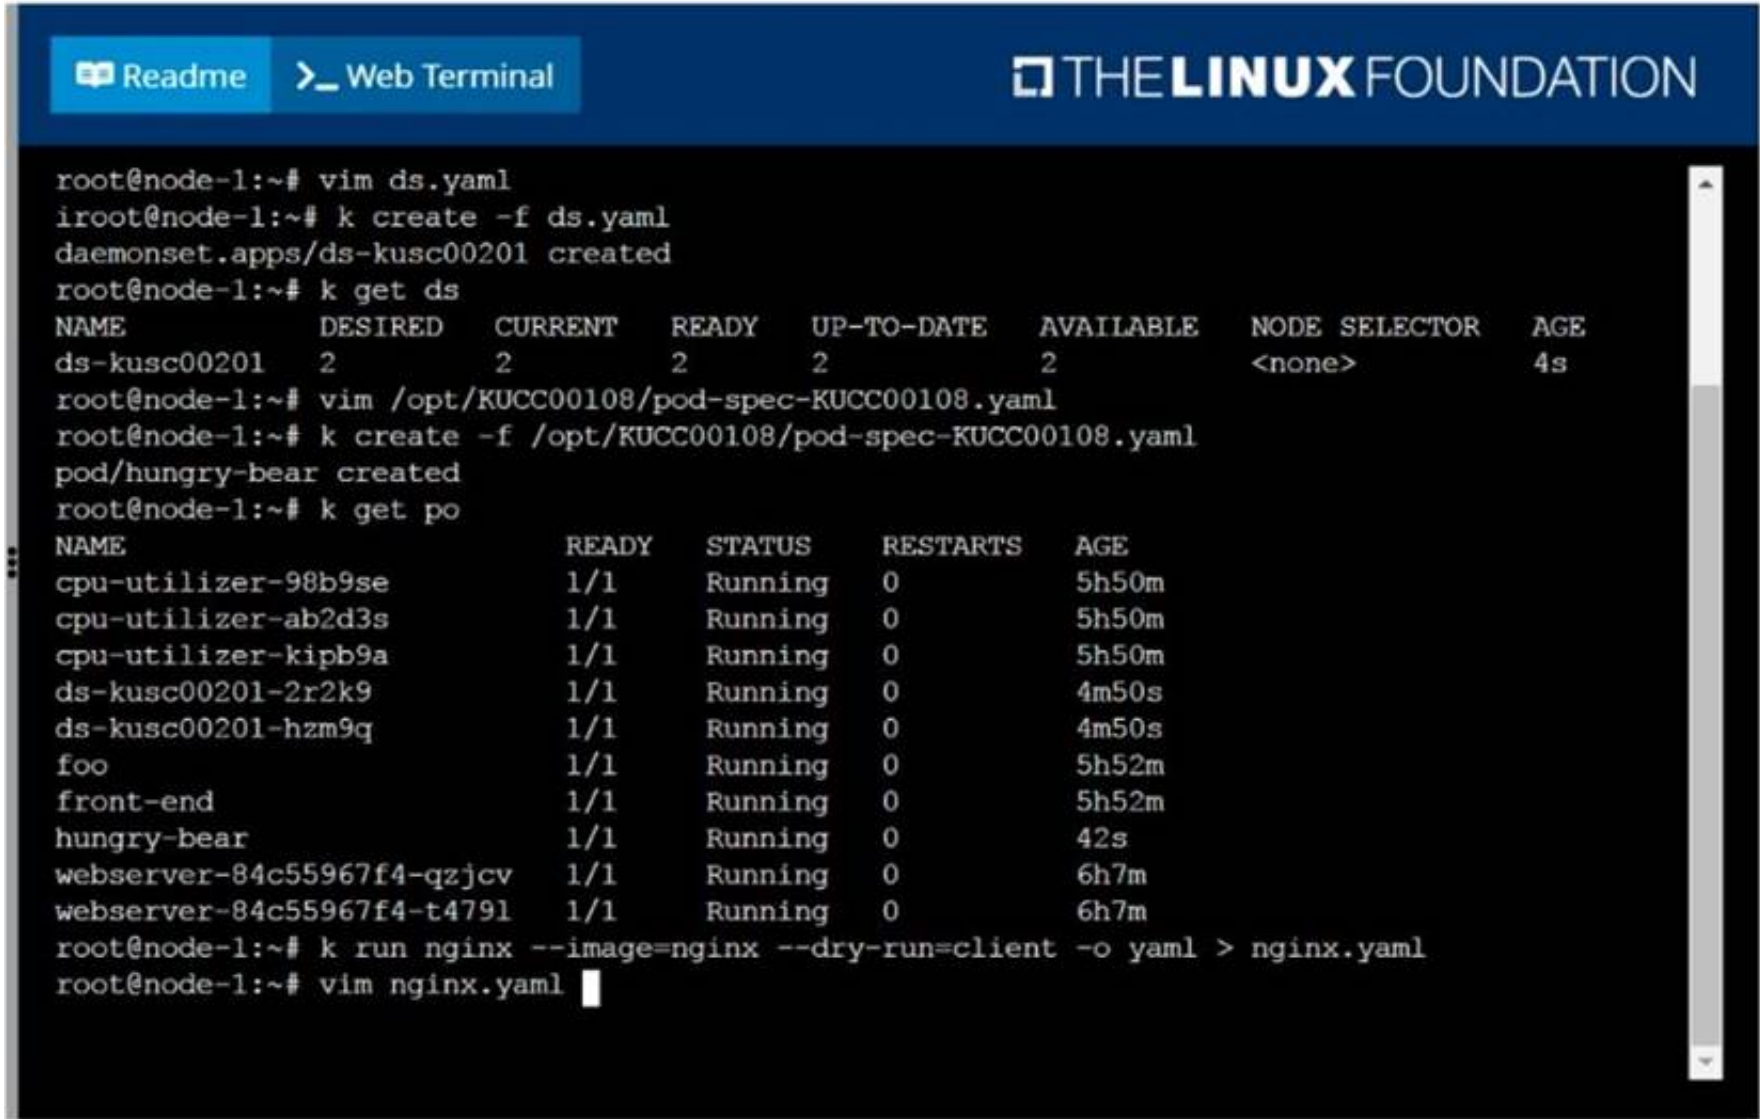 Readme >_ Web Terminal THE LINUX FOUNDATION
root@node-1:~# vim ds.yaml
iroot@node-1:~# k create -f ds.yaml
daemonset.apps/ds-kusc00201 created
root@node-1:~# k get ds
NAME DESIRED CURRENT READY UP-TO-DATE AVAILABLE NODE SELECTOR AGE
ds-kusc00201 2 2 2 2 2 <none> 4s
root@node-1:~# vim /opt/KUCC00108/pod-spec-KUCC00108.yaml
root@node-1:~# k create -f /opt/KUCC00108/pod-spec-KUCC00108.yaml
pod/hungry-bear created
root@node-1:~# k get po
NAME READY STATUS RESTARTS AGE
cpu-utilizer-98b9se 1/1 Running 0 5h50m
cpu-utilizer-ab2d3s 1/1 Running 0 5h50m
cpu-utilizer-kipb9a 1/1 Running 0 5h50m
ds-kusc00201-2r2k9 1/1 Running 0 4m50s
ds-kusc00201-hzm9q 1/1 Running 0 4m50s
foo 1/1 Running 0 5h52m
front-end 1/1 Running 0 5h52m
hungry-bear 1/1 Running 0 42s
webserver-84c55967f4-qzjcv 1/1 Running 0 6h7m
webserver-84c55967f4-t479l 1/1 Running 0 6h7m
root@node-1:~# k run nginx --image=nginx --dry-run=client -o yaml > nginx.yaml
root@node-1:~# vim nginx.yaml